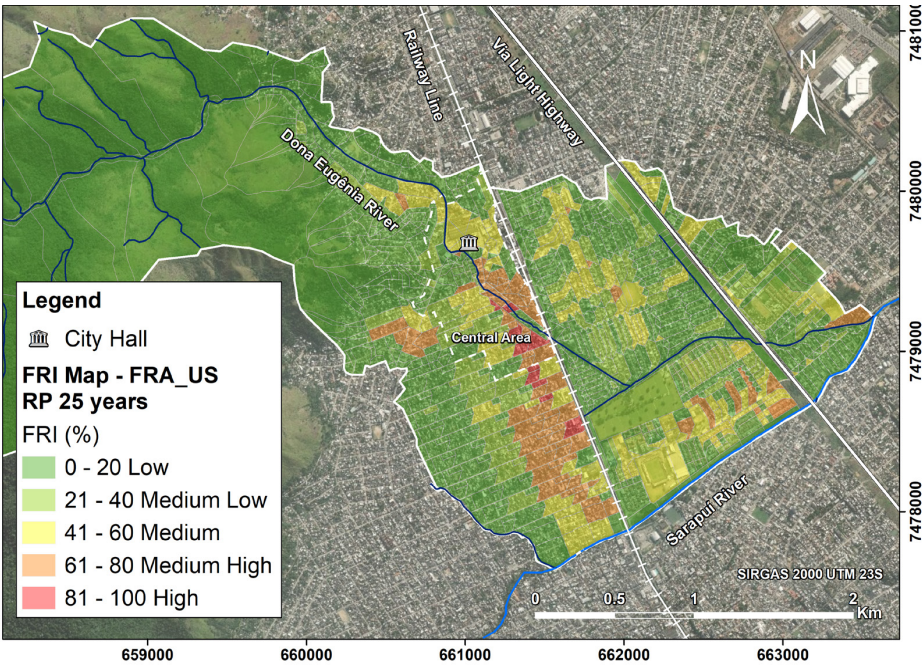 Railway Line
Via Light Highway
N
Dona Eugênia River
Central Area
Sarapui River
Legend
City Hall
FRI Map - FRA_US
RP 25 years
FRI (%)
0 - 20 Low
21 - 40 Medium Low
41 - 60 Medium
61 - 80 Medium High
81 - 100 High
SIRGAS 2000 UTM 23S
0 0.5 1 2
Km
659000 660000 661000 662000 663000
7481000
7480000
7479000
7478000